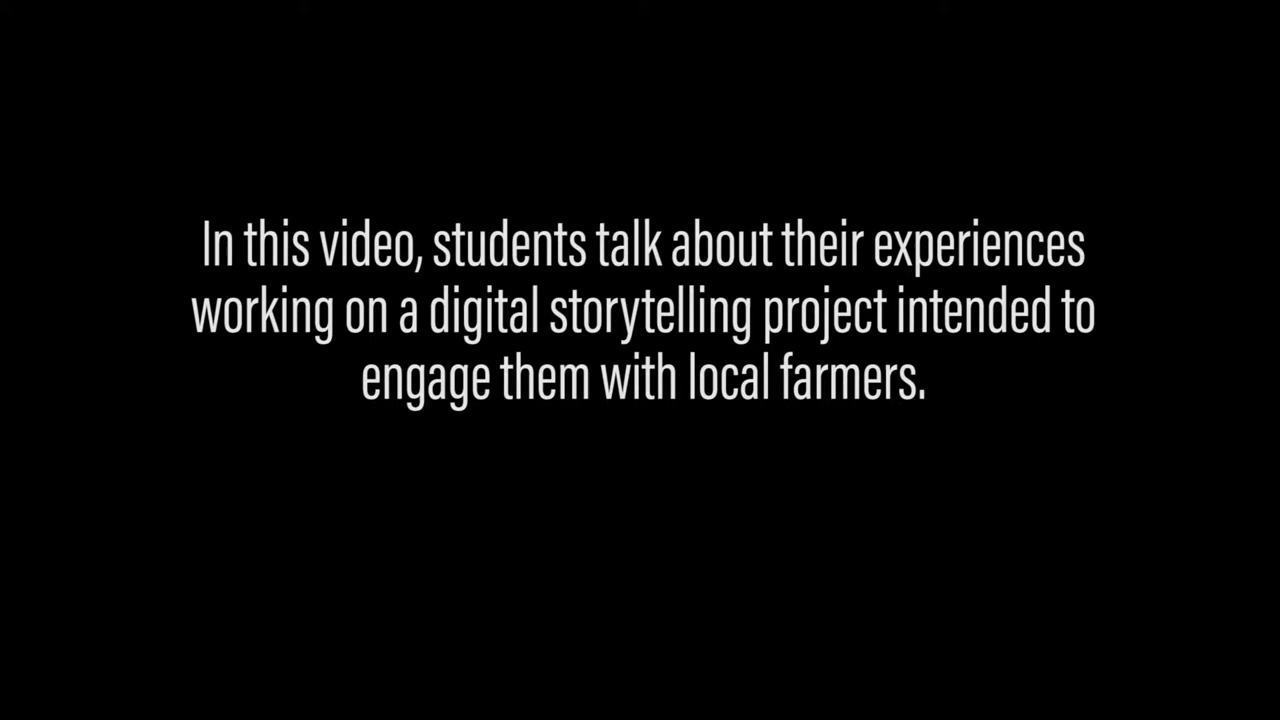 In this video, students talk about their experiences
working on a digital storytelling project intended to
engage them with local farmers.